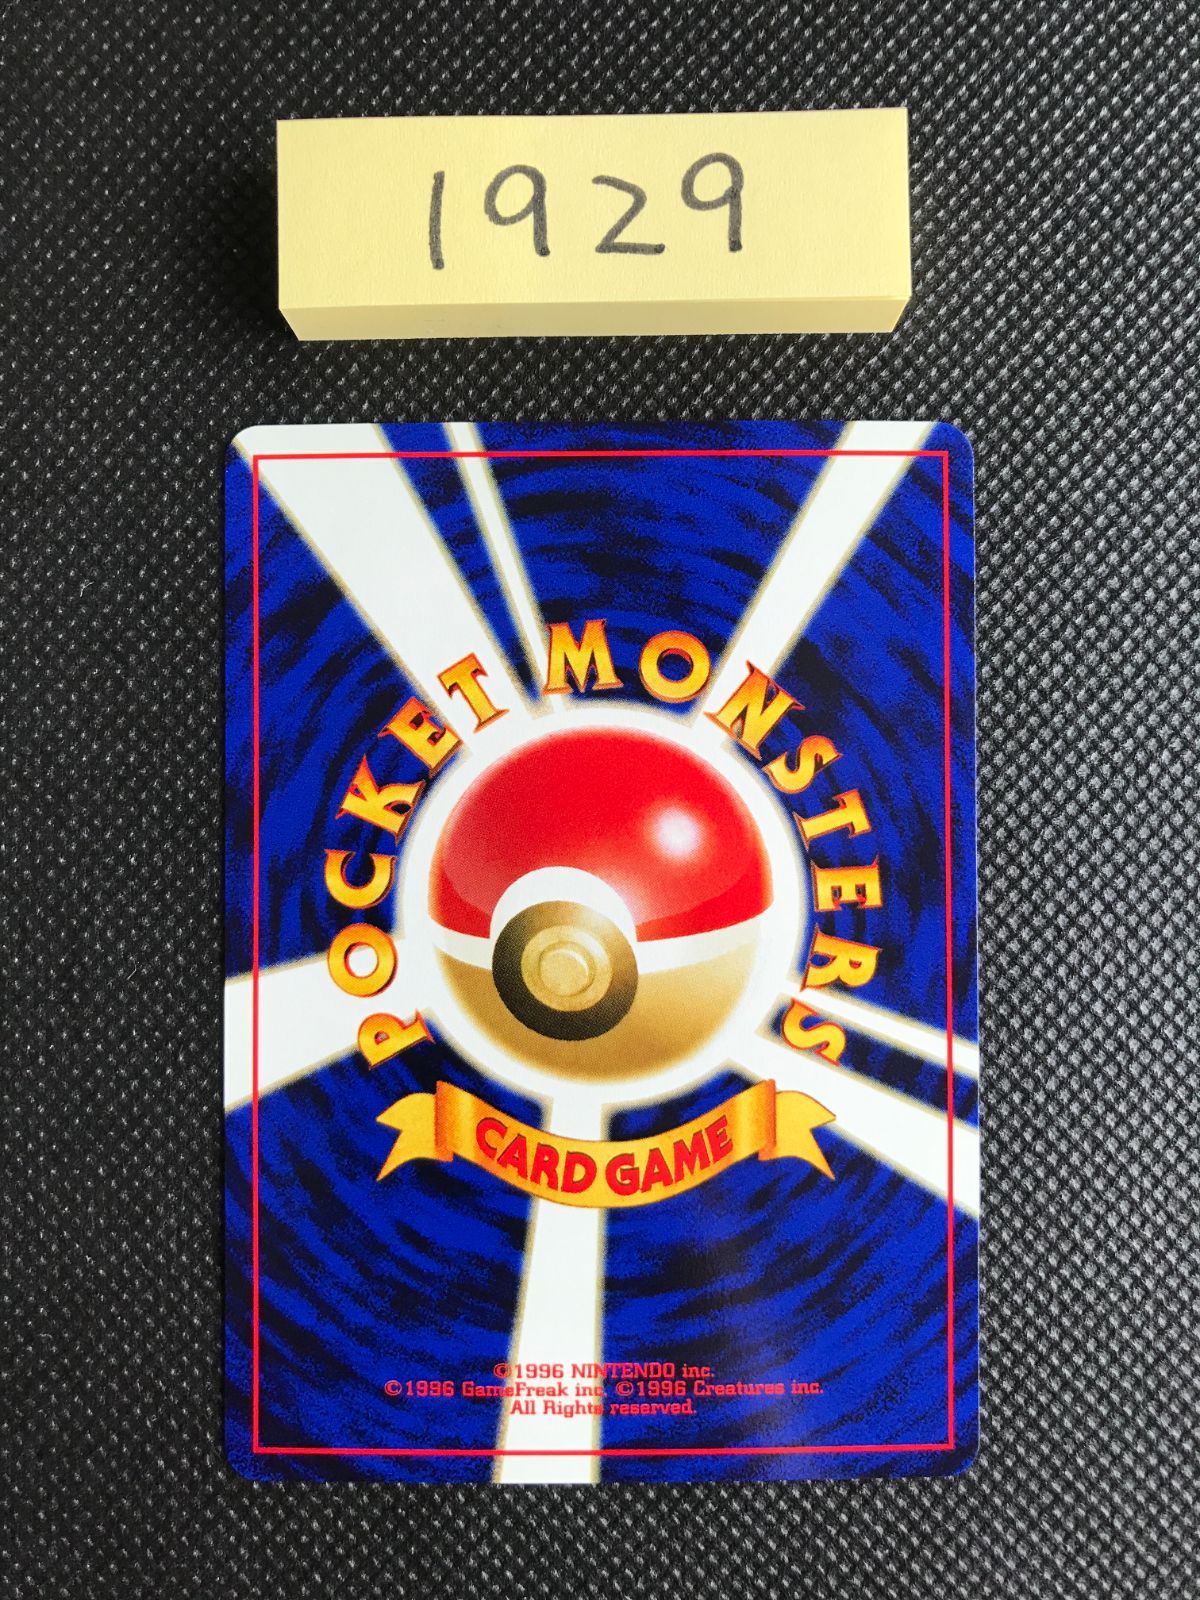 1929
POCKET MONSTERS
CARD GAME
©1996 NINTENDO inc.
©1996 GameFreak inc. ©1996 Creatures inc.
All Rights reserved.